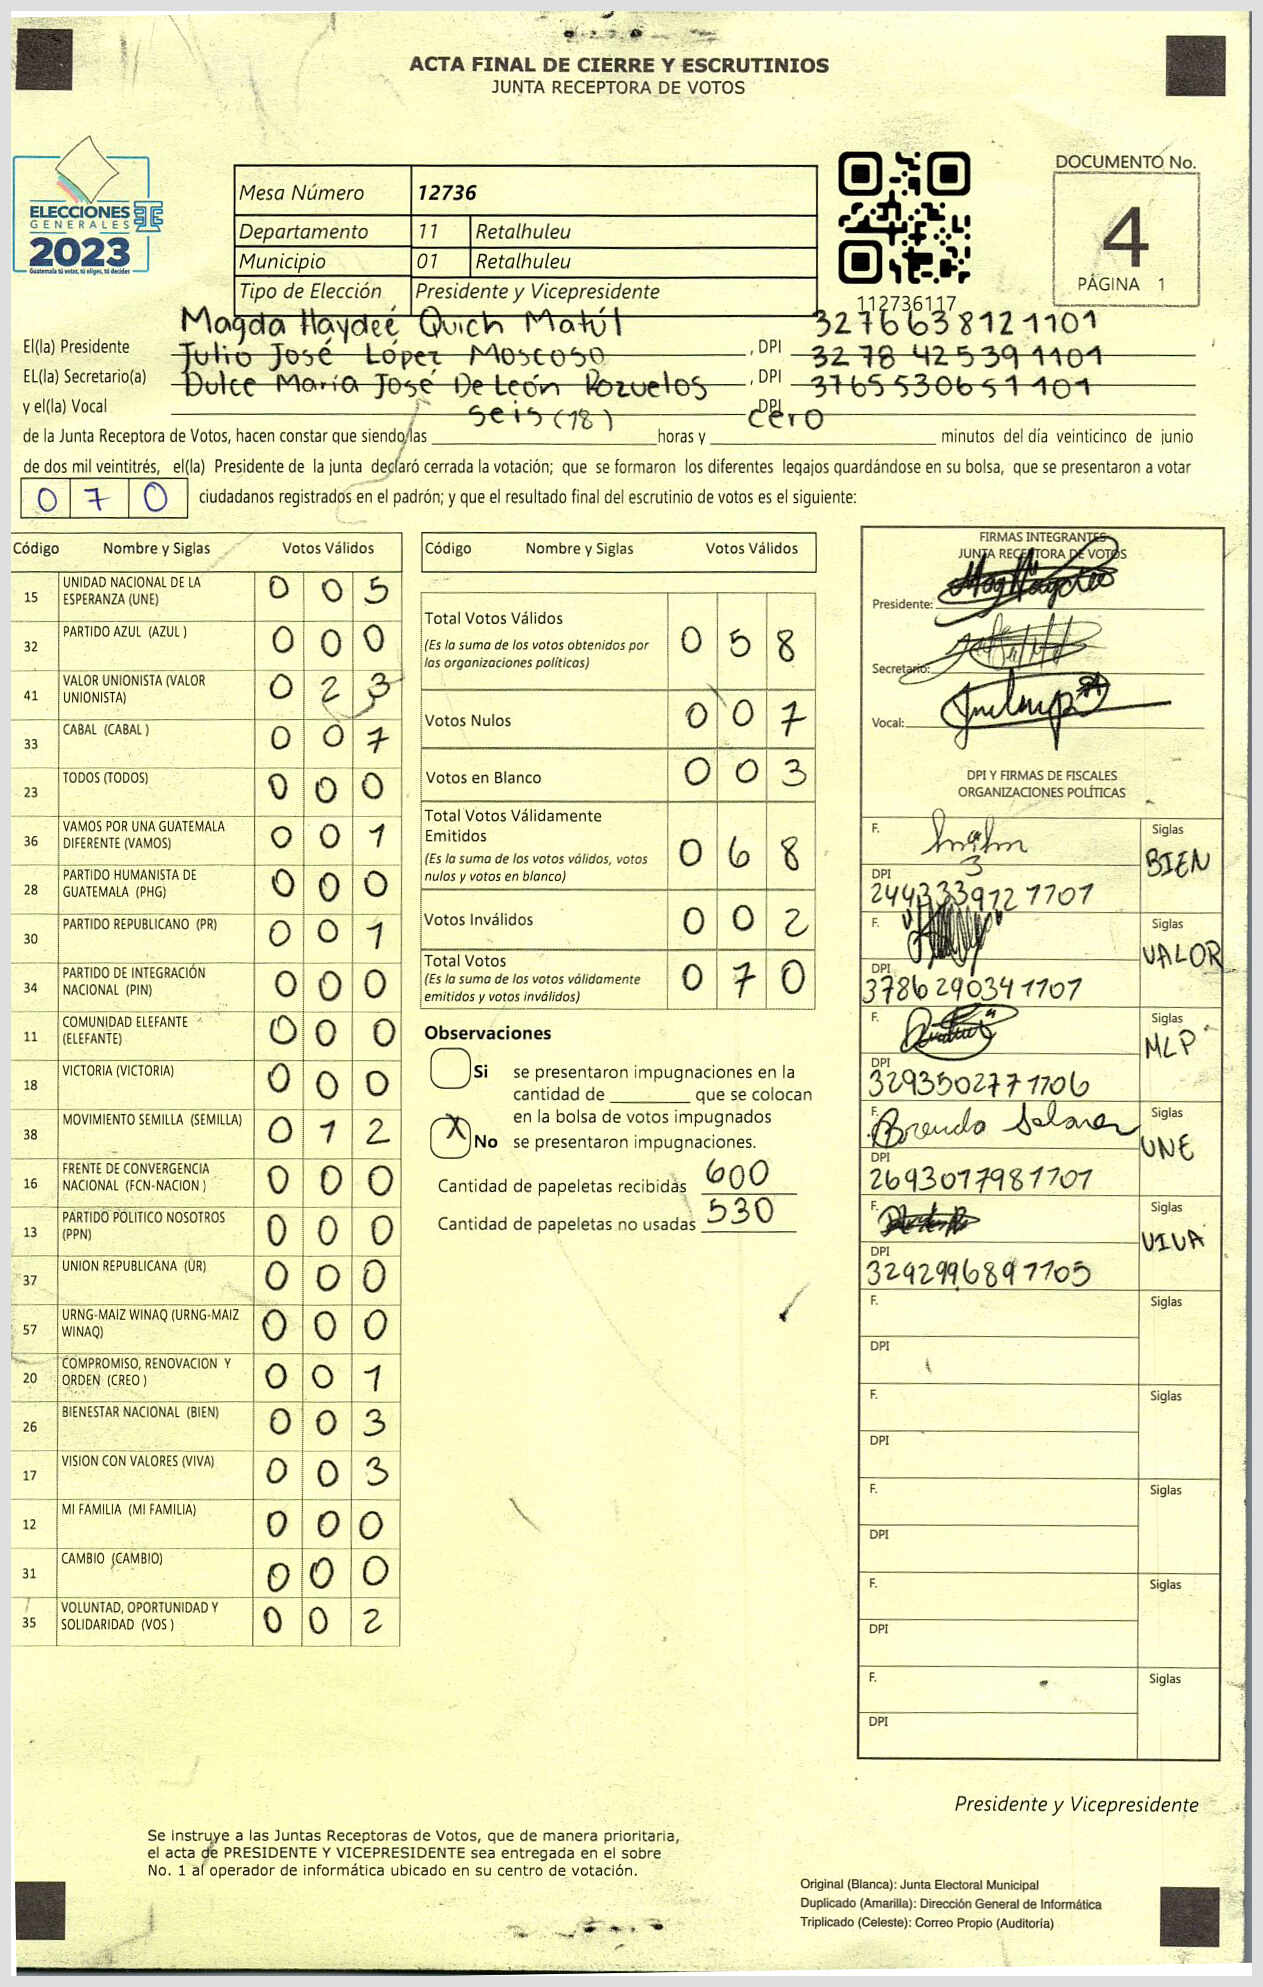 ACTA FINAL DE CIERRE Y ESCRUTINIOS
JUNTA RECEPTORA DE VOTOS
ELECCIONES
GENERALES
2023
Guatemala tú votas, tú eliges, tú decides
Mesa Número 12736
Departamento 11 Retalhuleu
Municipio 01 Retalhuleu
Tipo de Elección Presidente y Vicepresidente
112736117
DOCUMENTO No.
4
PÁGINA 1
El(la) Presidente Magda Haydeé Quich Matúl , DPI 3276638121101
EL(la) Secretario(a) Julio José López Moscoso , DPI 3278425391101
y el(la) Vocal Dulce María José De León Pozuelos DPI 3765530651101
de la Junta Receptora de Votos, hacen constar que siendo las seis (18) horas y cero minutos del día veinticinco de junio
de dos mil veintitrés, el(la) Presidente de la junta declaró cerrada la votación; que se formaron los diferentes legajos guardándose en su bolsa, que se presentaron a votar
0 7 0 ciudadanos registrados en el padrón; y que el resultado final del escrutinio de votos es el siguiente:
Código Nombre y Siglas Votos Válidos
15 UNIDAD NACIONAL DE LA ESPERANZA (UNE) 0 0 5
32 PARTIDO AZUL (AZUL ) 0 0 0
41 VALOR UNIONISTA (VALOR UNIONISTA) 0 2 3
33 CABAL (CABAL ) 0 0 7
23 TODOS (TODOS) 0 0 0
36 VAMOS POR UNA GUATEMALA DIFERENTE (VAMOS) 0 0 1
28 PARTIDO HUMANISTA DE GUATEMALA (PHG) 0 0 0
30 PARTIDO REPUBLICANO (PR) 0 0 1
34 PARTIDO DE INTEGRACIÓN NACIONAL (PIN) 0 0 0
11 COMUNIDAD ELEFANTE (ELEFANTE) 0 0 0
18 VICTORIA (VICTORIA) 0 0 0
38 MOVIMIENTO SEMILLA (SEMILLA) 0 1 2
16 FRENTE DE CONVERGENCIA NACIONAL (FCN-NACION ) 0 0 0
13 PARTIDO POLITICO NOSOTROS (PPN) 0 0 0
37 UNION REPUBLICANA (UR) 0 0 0
57 URNG-MAIZ WINAQ (URNG-MAIZ WINAQ) 0 0 0
20 COMPROMISO, RENOVACION Y ORDEN (CREO ) 0 0 1
26 BIENESTAR NACIONAL (BIEN) 0 0 3
17 VISION CON VALORES (VIVA) 0 0 3
12 MI FAMILIA (MI FAMILIA) 0 0 0
31 CAMBIO (CAMBIO) 0 0 0
35 VOLUNTAD, OPORTUNIDAD Y SOLIDARIDAD (VOS ) 0 0 2
Código Nombre y Siglas Votos Válidos
Total Votos Válidos 0 5 8
(Es la suma de los votos obtenidos por
las organizaciones políticas)
Votos Nulos 0 0 7
Votos en Blanco 0 0 3
Total Votos Válidamente
Emitidos 0 6 8
(Es la suma de los votos válidos, votos
nulos y votos en blanco)
Votos Inválidos 0 0 2
Total Votos 0 7 0
(Es la suma de los votos válidamente
emitidos y votos inválidos)
Observaciones
Si se presentaron impugnaciones en la
cantidad de ________ que se colocan
en la bolsa de votos impugnados
X No se presentaron impugnaciones.
Cantidad de papeletas recibidas 600
Cantidad de papeletas no usadas 530
FIRMAS INTEGRANTES
JUNTA RECEPTORA DE VOTOS
Presidente:
Secretario:
Vocal:
DPI Y FIRMAS DE FISCALES
ORGANIZACIONES POLÍTICAS
F. Siglas BIEN
DPI
F. Siglas VALOR
DPI 3786290341101
F. Siglas MLP
DPI 3293502771106
F. Brenda Siglas UNE
DPI 2693017981101
F. Siglas VIVA
DPI 3292996891105
F. Siglas
DPI
F. Siglas
DPI
F. Siglas
DPI
F. Siglas
DPI
F. Siglas
DPI
Presidente y Vicepresidente
Se instruye a las Juntas Receptoras de Votos, que de manera prioritaria,
el acta de PRESIDENTE Y VICEPRESIDENTE sea entregada en el sobre
No. 1 al operador de informática ubicado en su centro de votación.
Original (Blanca): Junta Electoral Municipal
Duplicado (Amarilla): Dirección General de Informática
Triplicado (Celeste): Correo Propio (Auditoría)